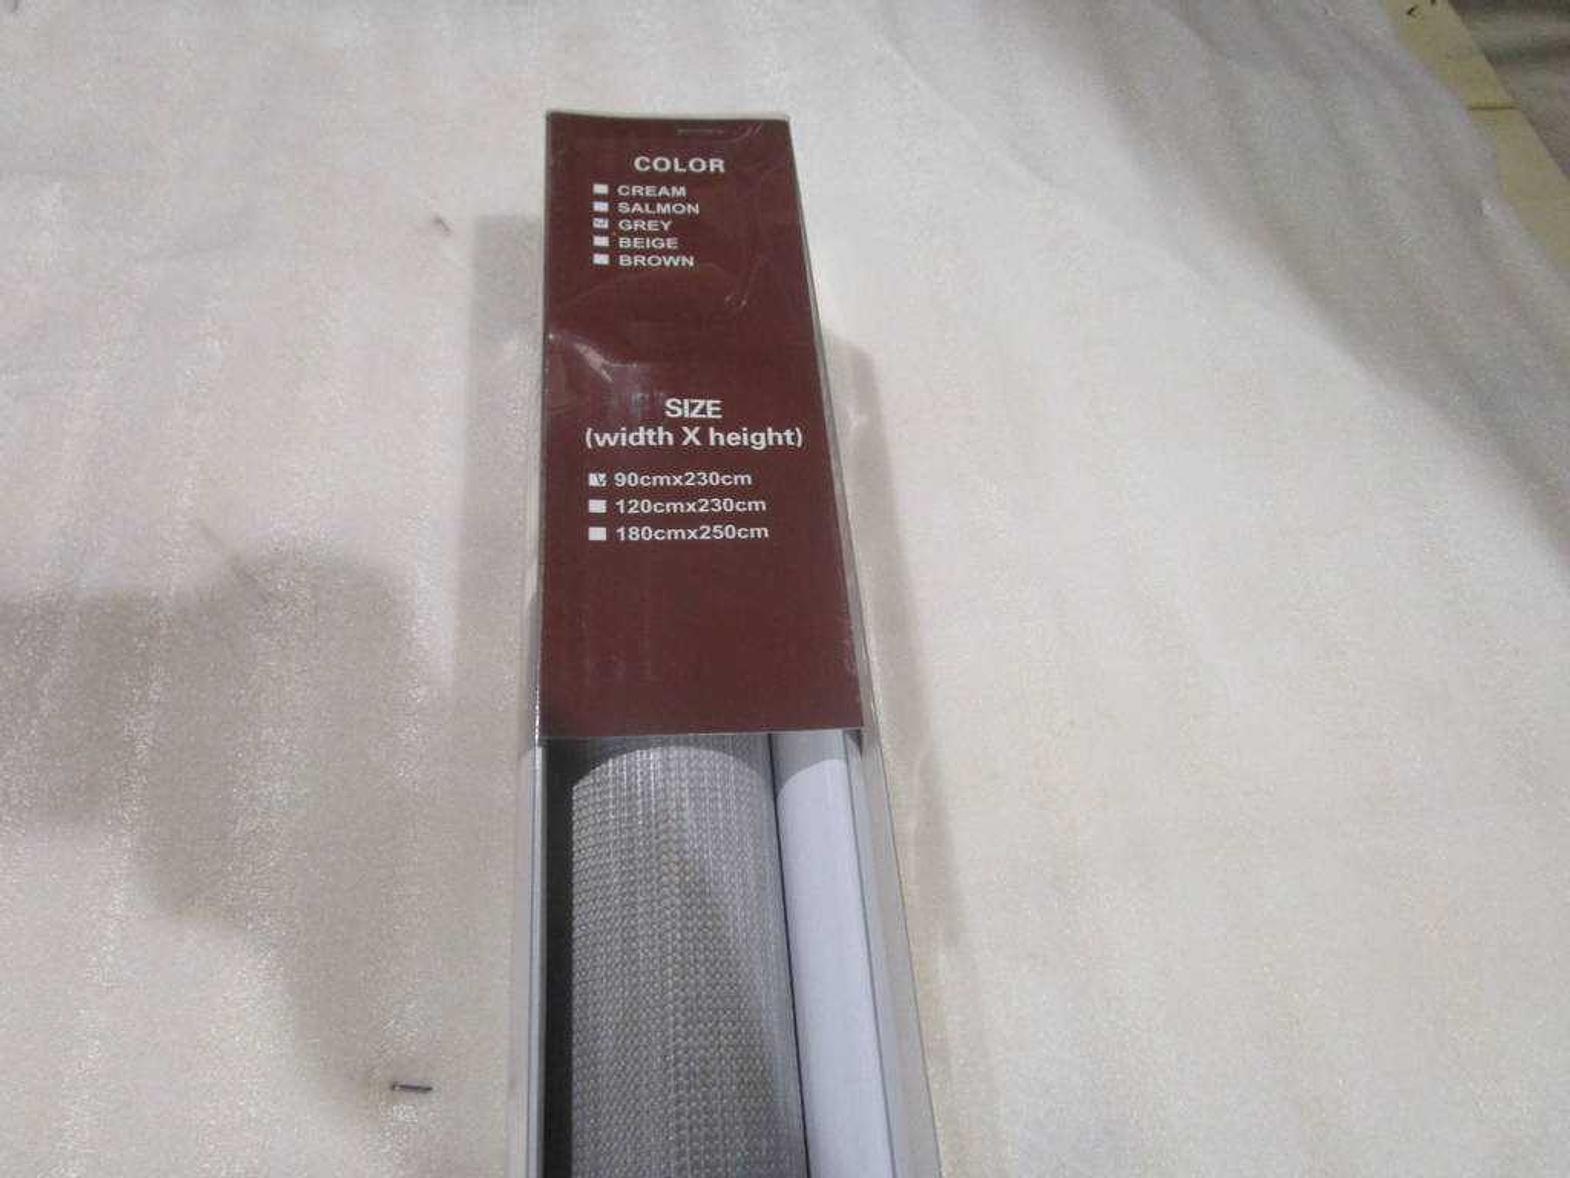 COLOR
CREAM
SALMON
GREY
BEIGE
BROWN
SIZE
(width X height)
90cmx230cm
120cmx230cm
180cmx250cm